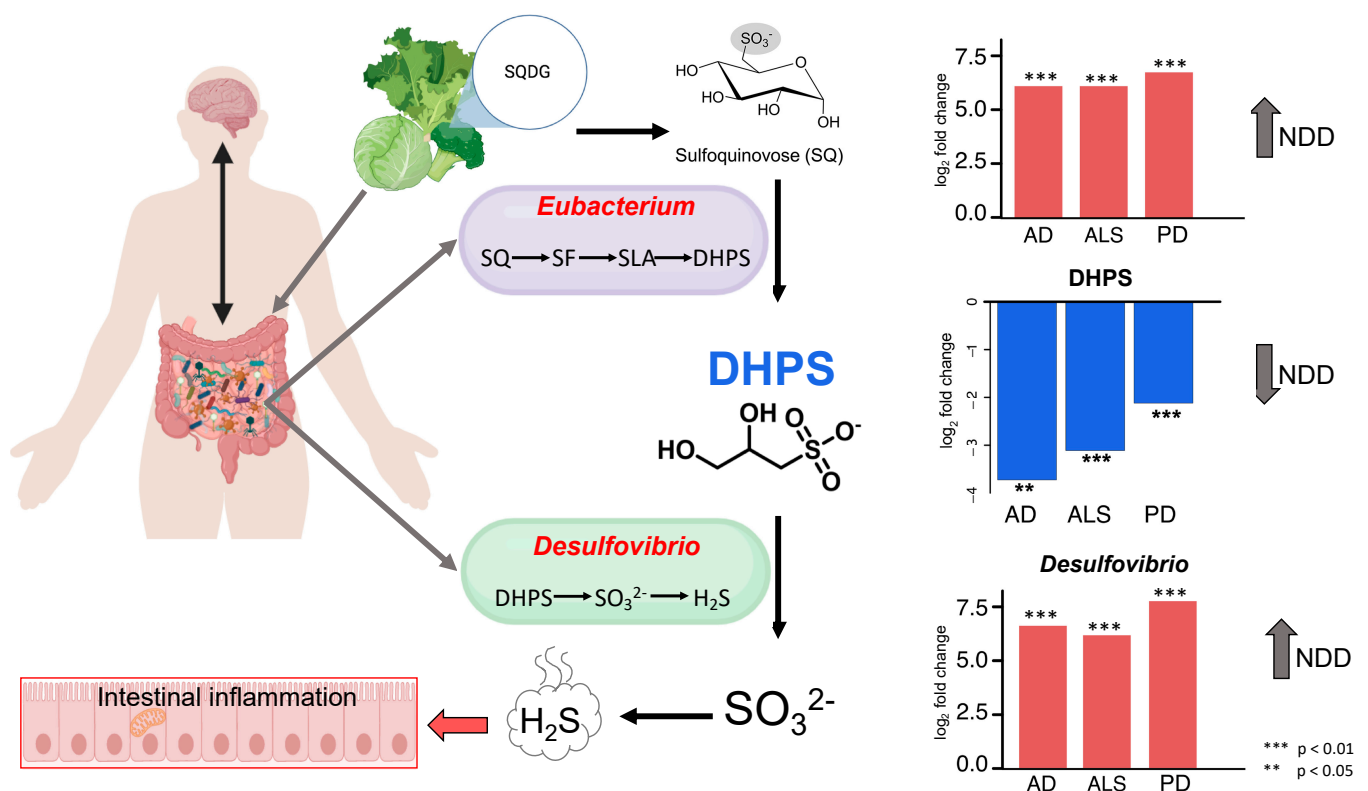 SQDG
SO₃⁻
O
HO
HO
HO
OH
Sulfoquinovose (SQ)
Eubacterium
SQ → SF → SLA → DHPS
DHPS
OH
O
O⁻
HO
S
O
Desulfovibrio
DHPS → SO₃²⁻ → H₂S
SO₃²⁻
H₂S
Intestinal inflammation
log₂ fold change
7.5
5.0
2.5
0.0
*** *** ***
AD ALS PD
NDD
DHPS
log₂ fold change
0
−1
−2
−3
−4
** *** ***
AD ALS PD
NDD
Desulfovibrio
log₂ fold change
7.5
5.0
2.5
0.0
*** *** ***
AD ALS PD
NDD
*** p < 0.01
** p < 0.05